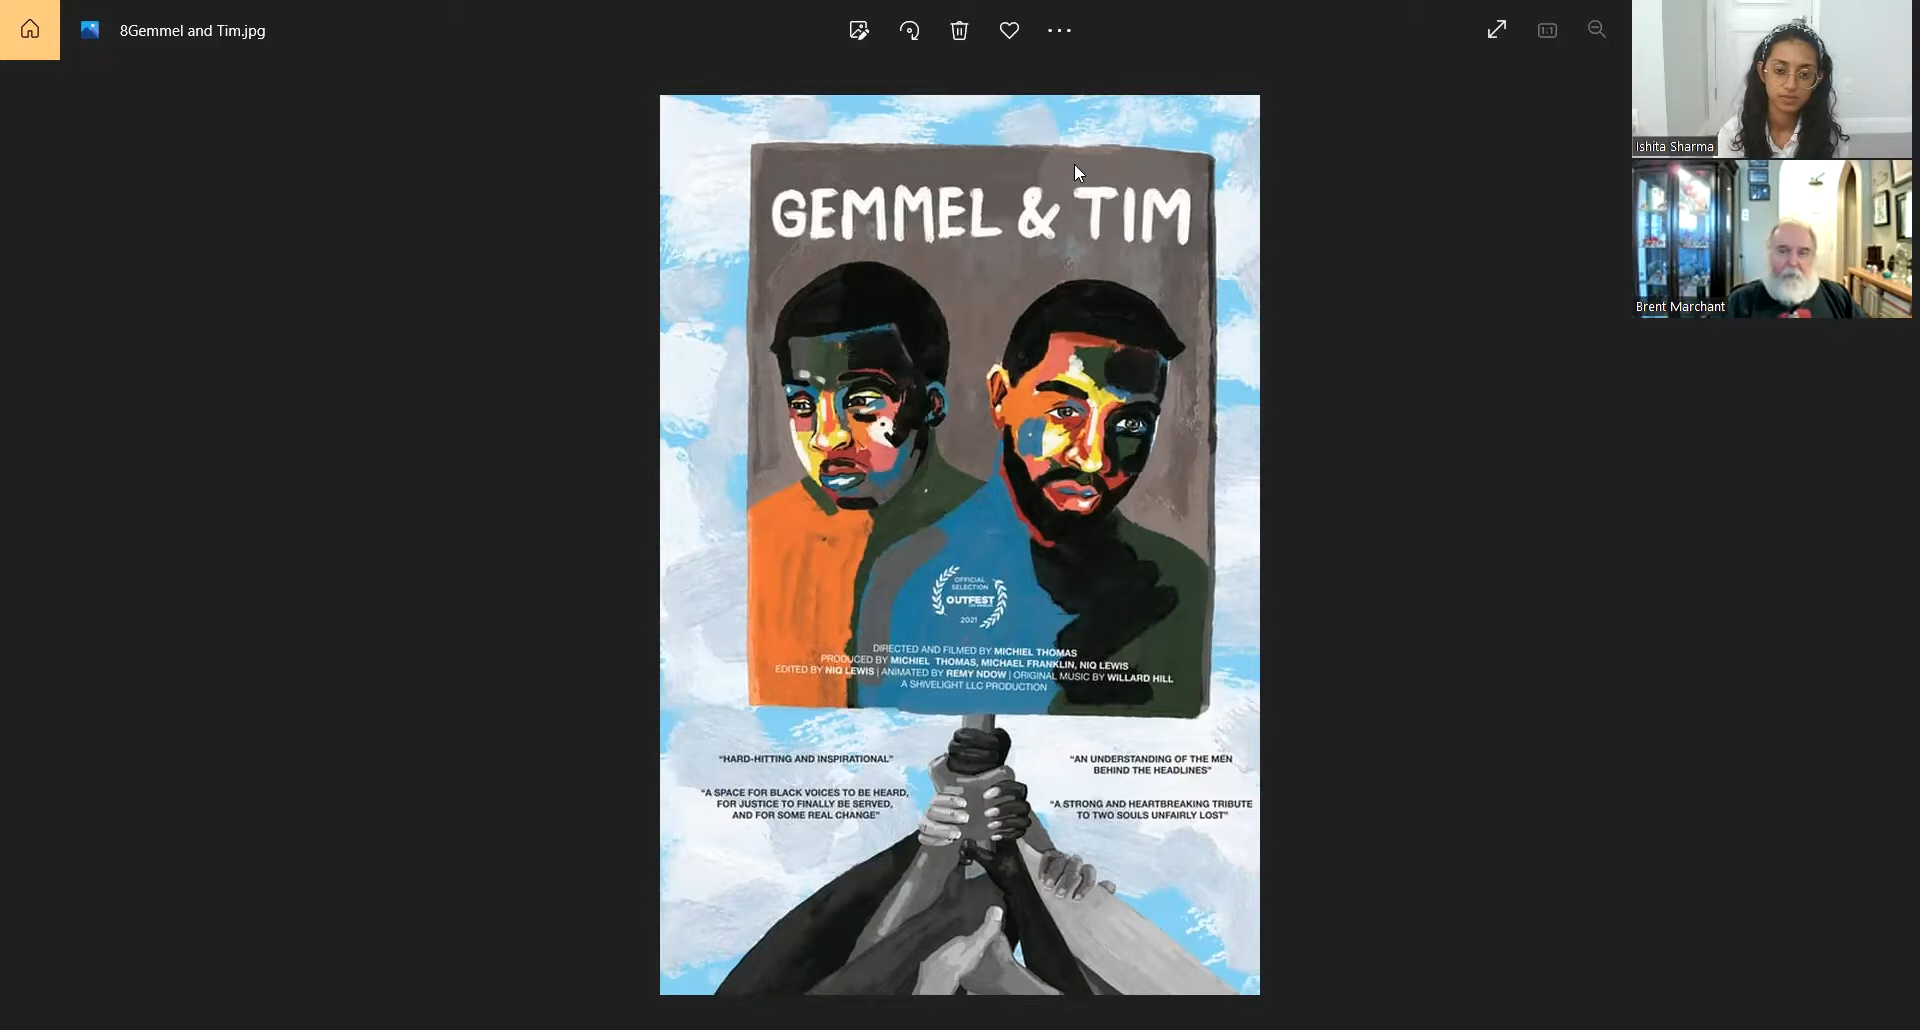 8Gemmel and Tim.jpg
1:1
Ishita Sharma
Brent Marchant
GEMMEL & TIM
OFFICIAL
SELECTION
OUTFEST
LOS ANGELES
2021
DIRECTED AND FILMED BY MICHIEL THOMAS
PRODUCED BY MICHIEL THOMAS, MICHAEL FRANKLIN, NIQ LEWIS
EDITED BY NIQ LEWIS | ANIMATED BY REMY NDOW | ORIGINAL MUSIC BY WILLARD HILL
A SHIVELIGHT LLC PRODUCTION
“HARD-HITTING AND INSPIRATIONAL”
“A SPACE FOR BLACK VOICES TO BE HEARD,
FOR JUSTICE TO FINALLY BE SERVED,
AND FOR SOME REAL CHANGE”
“AN UNDERSTANDING OF THE MEN
BEHIND THE HEADLINES”
“A STRONG AND HEARTBREAKING TRIBUTE
TO TWO SOULS UNFAIRLY LOST”